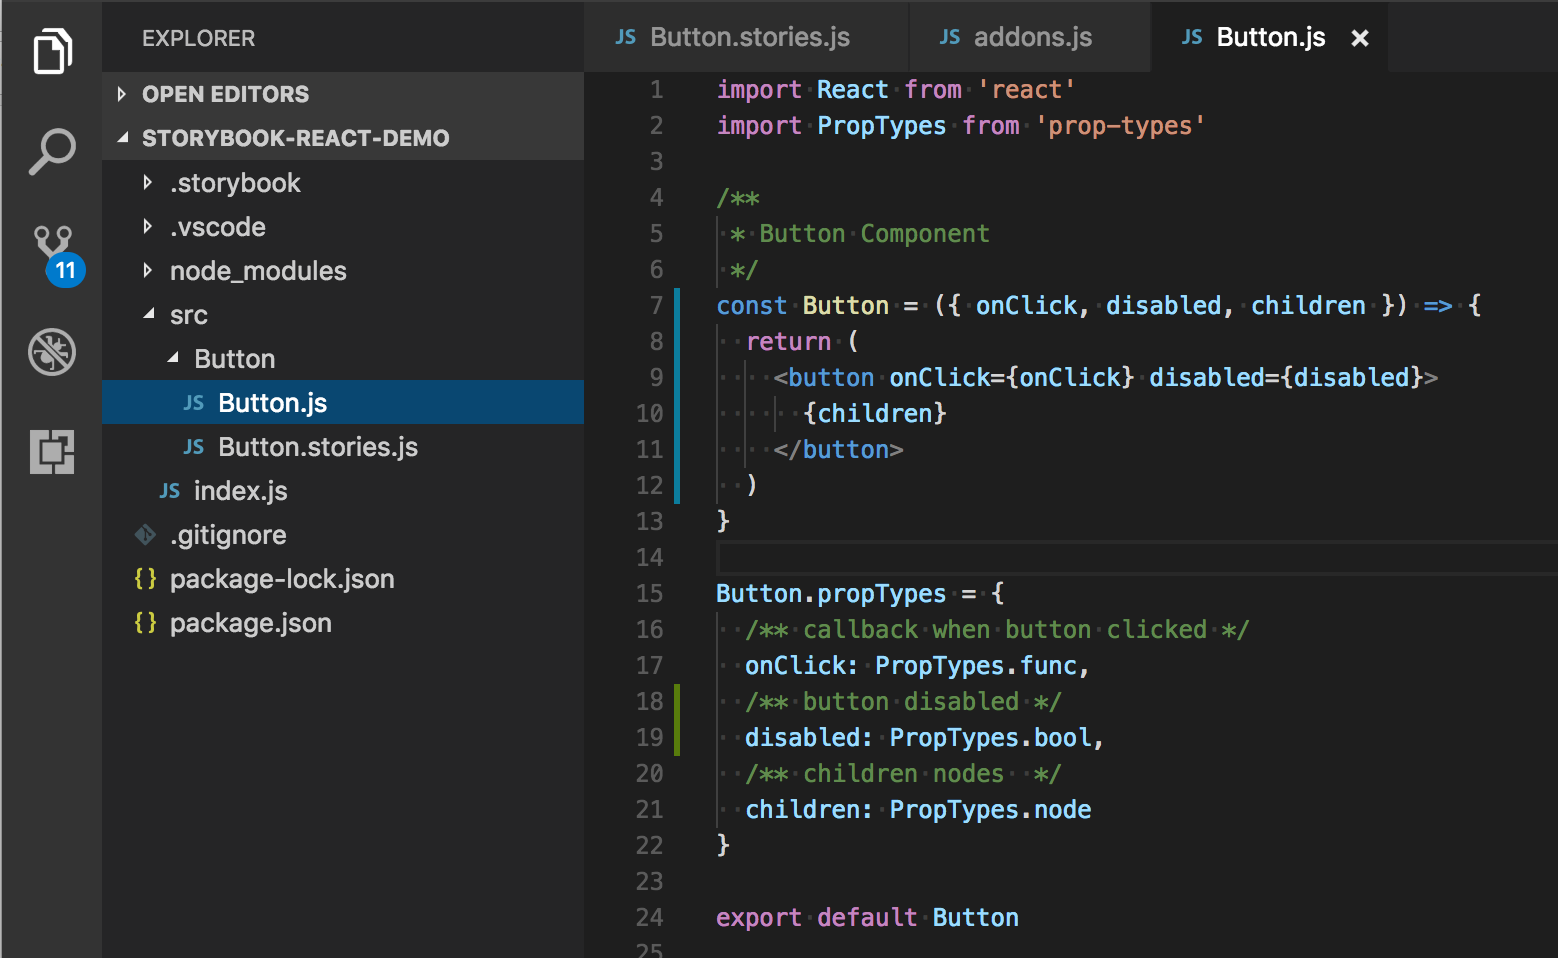 EXPLORER
OPEN EDITORS
STORYBOOK-REACT-DEMO
.storybook
.vscode
node_modules
src
Button
JS Button.js
JS Button.stories.js
JS index.js
.gitignore
{} package-lock.json
{} package.json
11
JS Button.stories.js
JS addons.js
JS Button.js ×
1 import React from 'react'
2 import PropTypes from 'prop-types'
3
4 /**
5  * Button Component
6  */
7 const Button = ({ onClick, disabled, children }) => {
8   return (
9     <button onClick={onClick} disabled={disabled}>
10       {children}
11     </button>
12   )
13 }
14
15 Button.propTypes = {
16   /** callback when button clicked */
17   onClick: PropTypes.func,
18   /** button disabled */
19   disabled: PropTypes.bool,
20   /** children nodes  */
21   children: PropTypes.node
22 }
23
24 export default Button
25